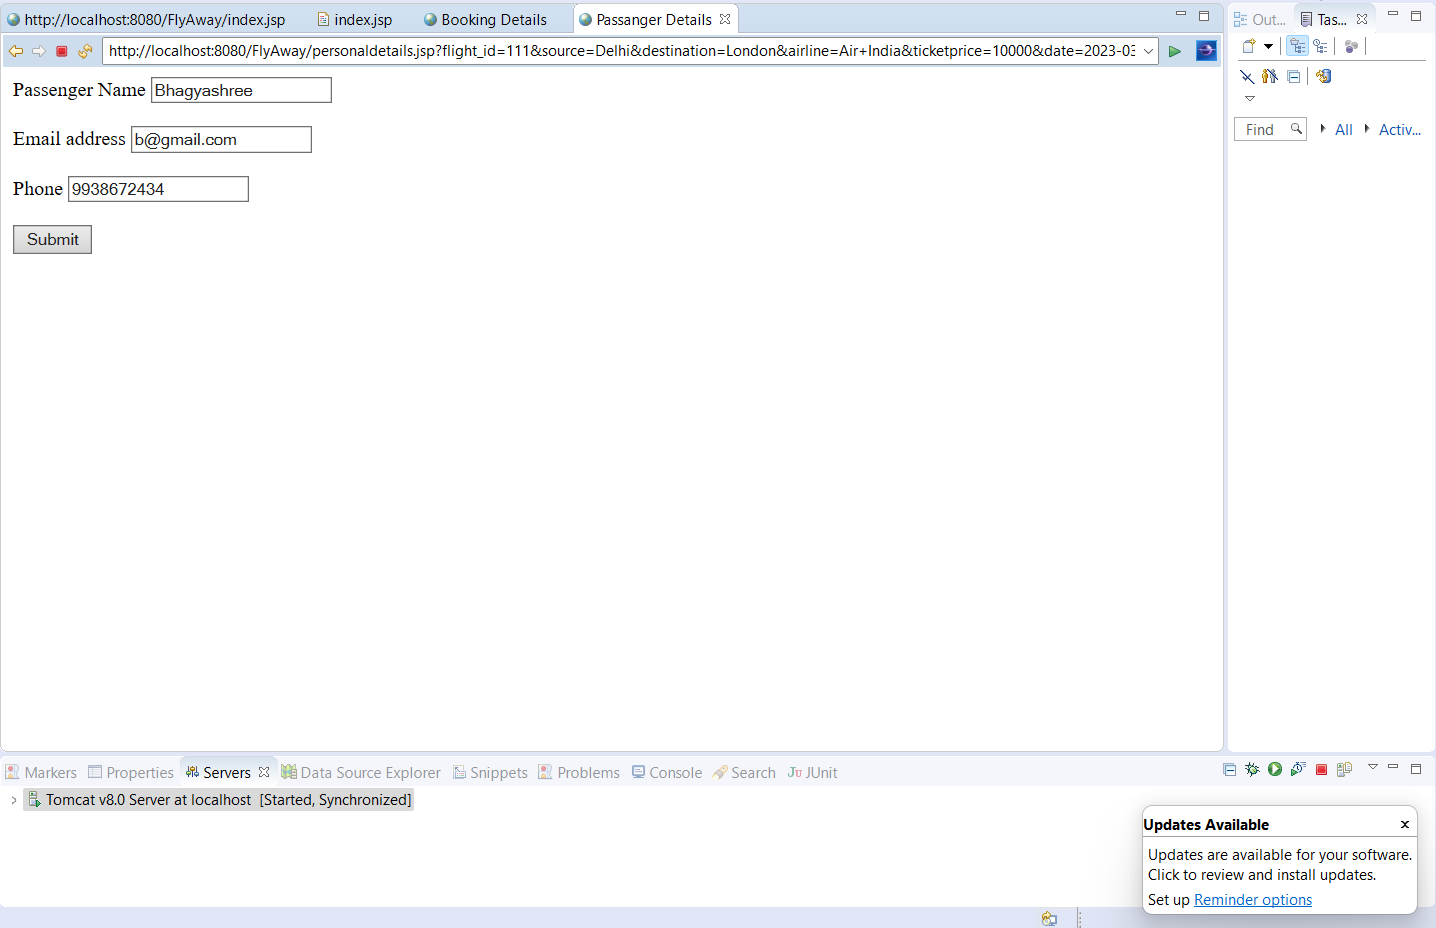 http://localhost:8080/FlyAway/index.jsp index.jsp Booking Details Passanger Details
Out... Tas...
http://localhost:8080/FlyAway/personaldetails.jsp?flight_id=111&source=Delhi&destination=London&airline=Air+India&ticketprice=10000&date=2023-03
Passenger Name Bhagyashree
Email address b@gmail.com
Phone 9938672434
Submit
Find All Activ...
Markers Properties Servers Data Source Explorer Snippets Problems Console Search JUnit
Tomcat v8.0 Server at localhost [Started, Synchronized]
Updates Available
Updates are available for your software.
Click to review and install updates.
Set up Reminder options